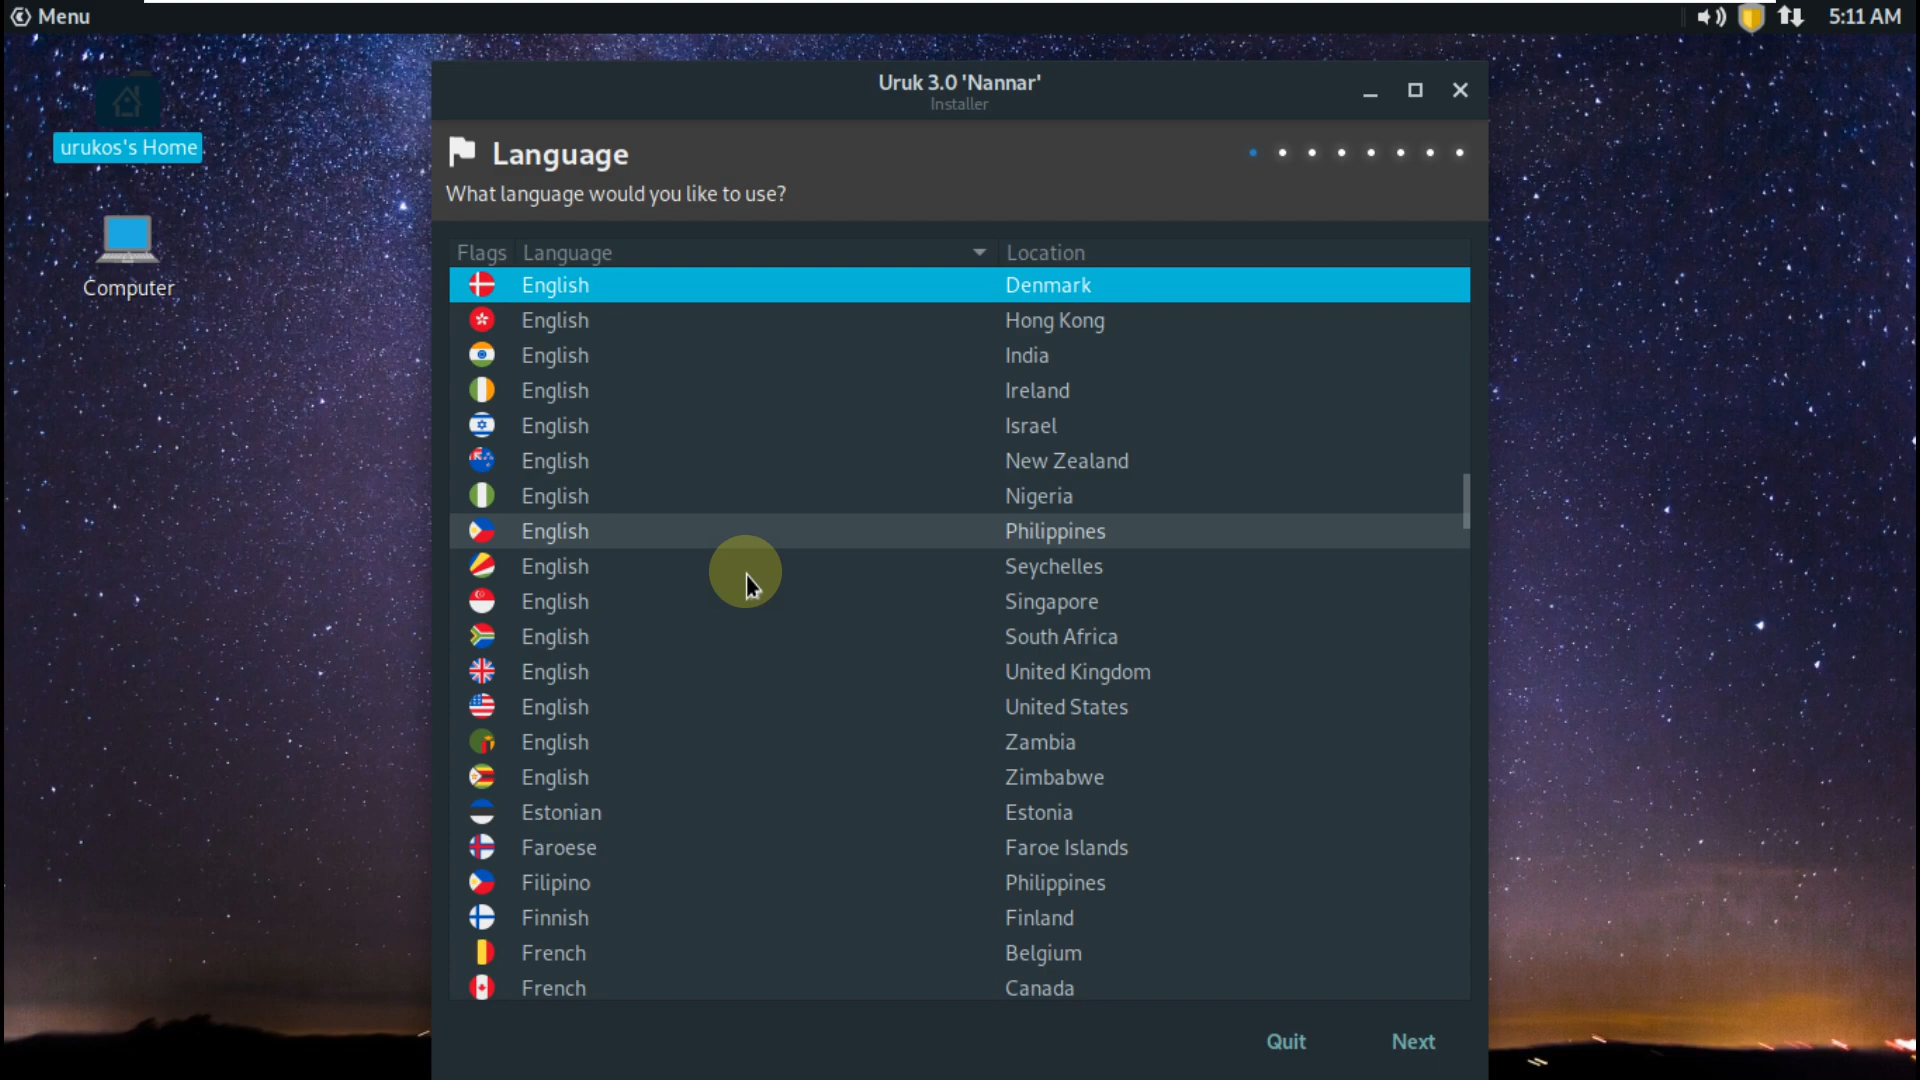 Menu
5:11 AM
urukos's Home
Computer
Uruk 3.0 'Nannar'
Installer
Language
What language would you like to use?
Flags Language Location
English Denmark
English Hong Kong
English India
English Ireland
English Israel
English New Zealand
English Nigeria
English Philippines
English Seychelles
English Singapore
English South Africa
English United Kingdom
English United States
English Zambia
English Zimbabwe
Estonian Estonia
Faroese Faroe Islands
Filipino Philippines
Finnish Finland
French Belgium
French Canada
Quit Next